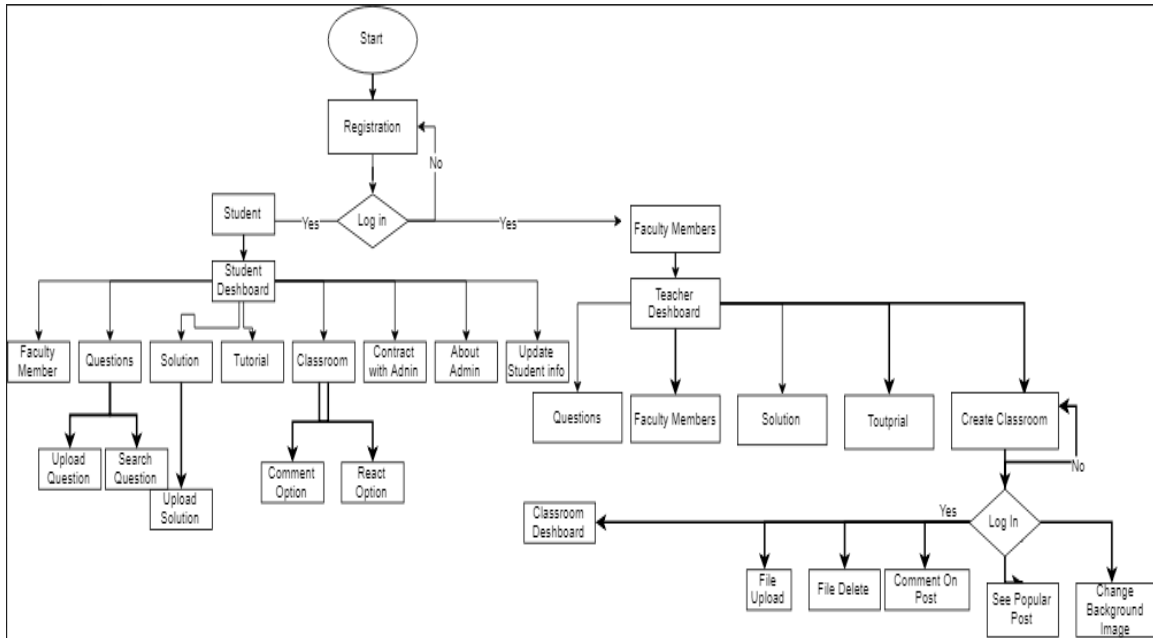 Start
Registration
No
Student
Yes
Log in
Yes
Faculty Members
Student
Deshboard
Teacher
Deshboard
Faculty
Member
Questions
Solution
Tutorial
Classroom
Contract
with Adnin
About
Admin
Update
Student info
Questions
Faculty Members
Solution
Toutprial
Create Classroom
No
Upload
Question
Search
Question
Upload
Solution
Comment
Option
React
Option
Classroom
Deshboard
Yes
Log In
File
Upload
File Delete
Comment On
Post
See Popular
Post
Change
Background
Image